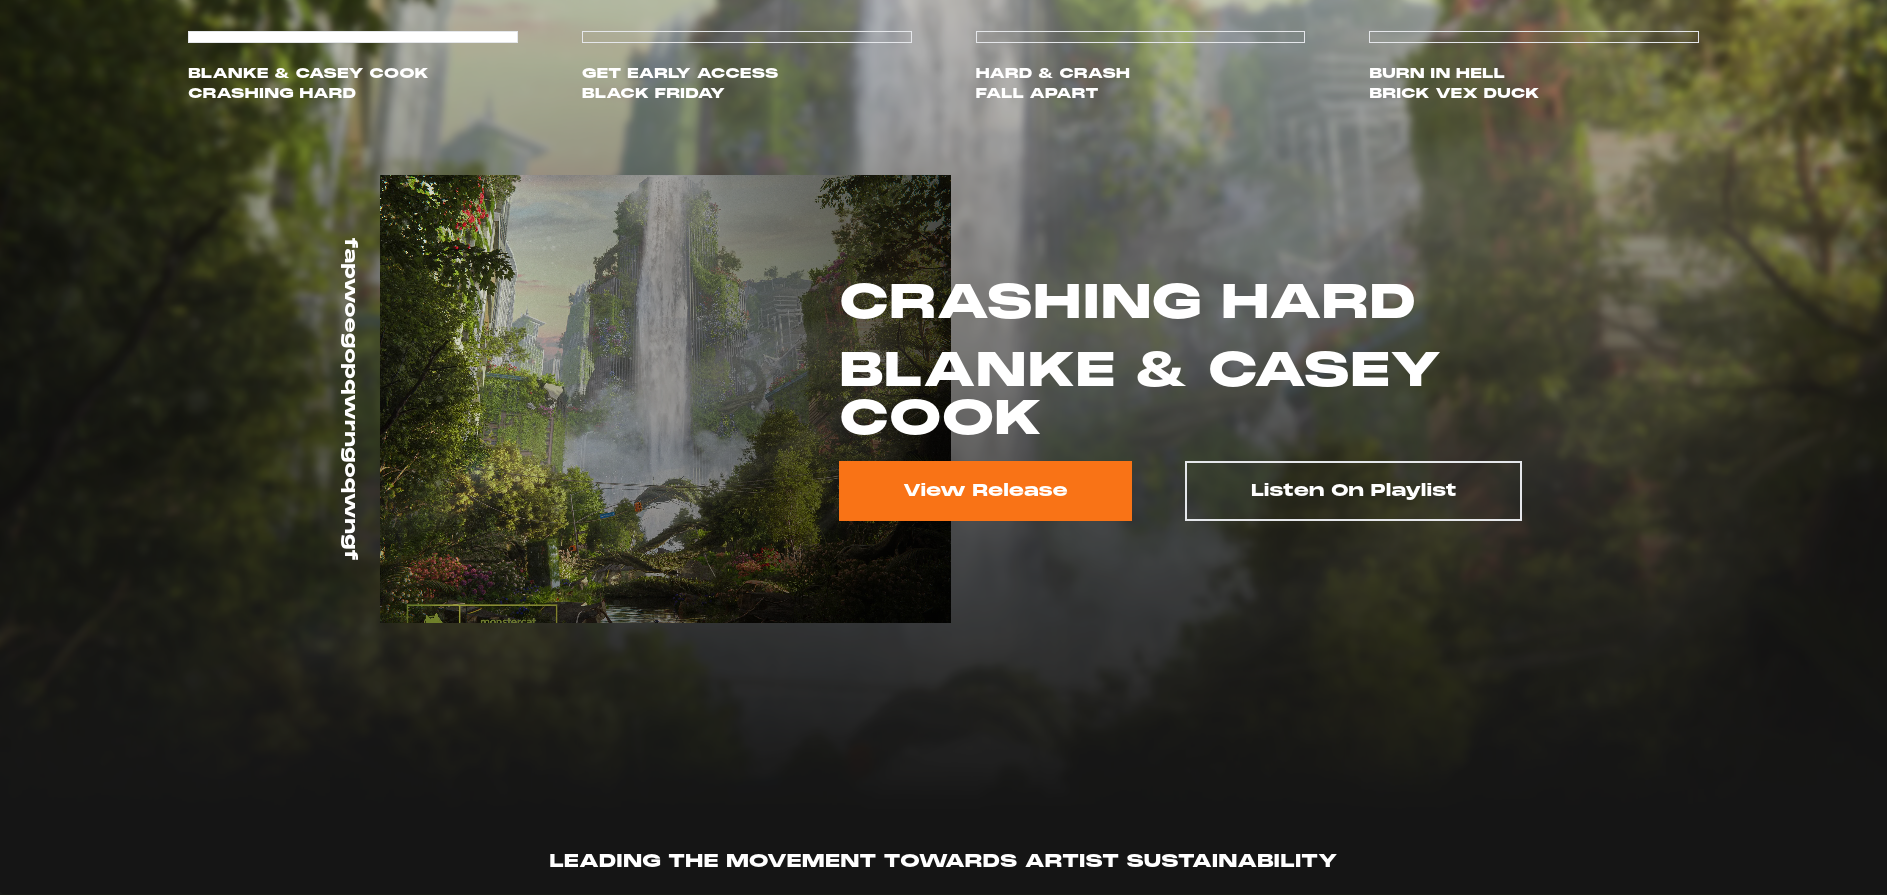 BLANKE & CASEY COOK
CRASHING HARD
GET EARLY ACCESS
BLACK FRIDAY
HARD & CRASH
FALL APART
BURN IN HELL
BRICK VEX DUCK
fapwoegopqwrngoqwngf
CRASHING HARD
BLANKE & CASEY
COOK
View Release
Listen On Playlist
monstercat
LEADING THE MOVEMENT TOWARDS ARTIST SUSTAINABILITY